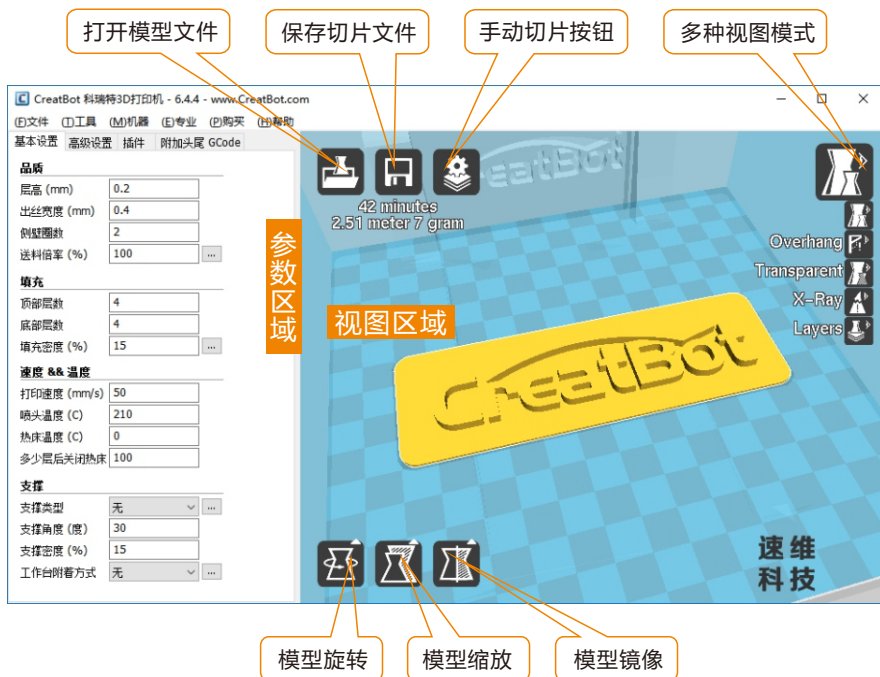 打开模型文件
保存切片文件
手动切片按钮
多种视图模式
CreatBot 科瑞特3D打印机 - 6.4.4 - www.CreatBot.com
(F)文件 (T)工具 (M)机器 (E)专业 (P)购买 (H)帮助
基本设置 高级设置 插件 附加头尾 GCode
品质
层高 (mm) 0.2
出丝宽度 (mm) 0.4
侧壁圈数 2
送料倍率 (%) 100 ...
填充
顶部层数 4
底部层数 4
填充密度 (%) 15 ...
速度 && 温度
打印速度 (mm/s) 50
喷头温度 (C) 210
热床温度 (C) 0
多少层后关闭热床 100
支撑
支撑类型 无 ...
支撑角度 (度) 30
支撑密度 (%) 15
工作台附着方式 无 ...
参数区域
CreatBot
42 minutes
2.51 meter 7 gram
视图区域
Overhang
Transparent
X-Ray
Layers
CreatBot
速维
科技
模型旋转
模型缩放
模型镜像